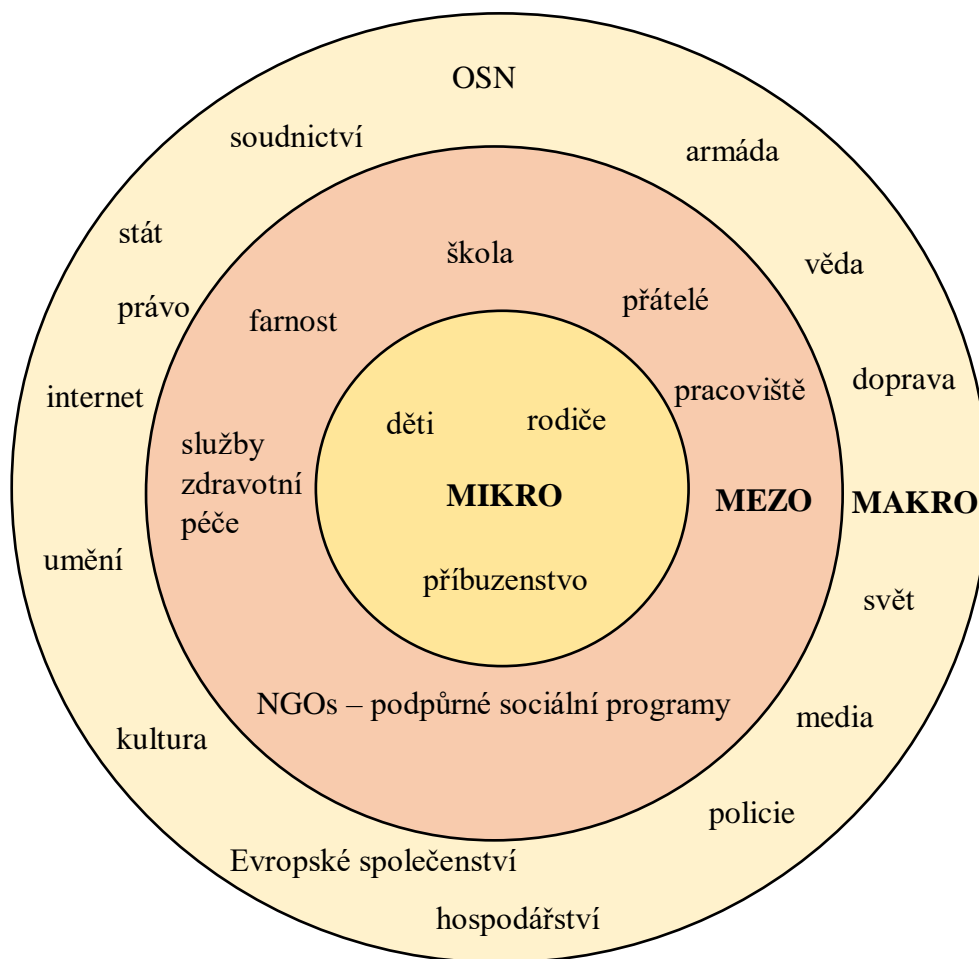 OSN
soudnictví
armáda
stát
škola
věda
právo
farnost
přátelé
internet
pracoviště
doprava
děti
rodiče
služby
zdravotní
péče
MIKRO
MEZO
MAKRO
umění
příbuzenstvo
svět
NGOs – podpůrné sociální programy
media
kultura
policie
Evropské společenství
hospodářství